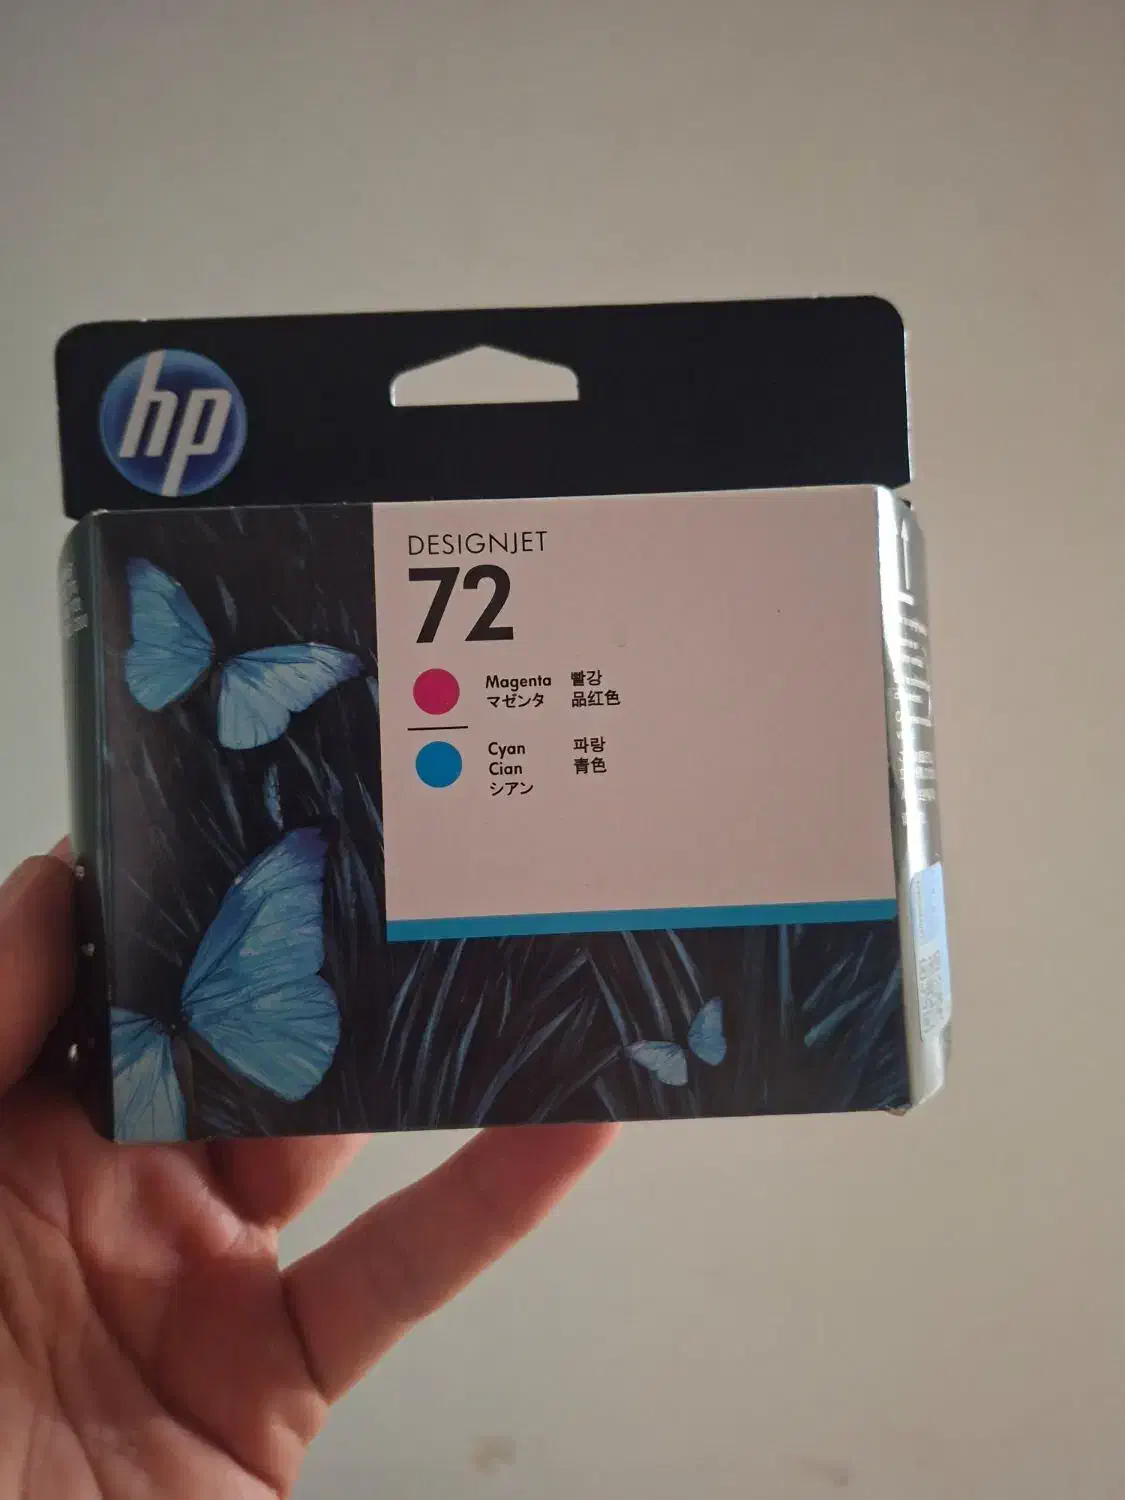 hp
DESIGNJET
72
Magenta 빨강
マゼンタ 品红色
Cyan 파랑
Cian 青色
シアン